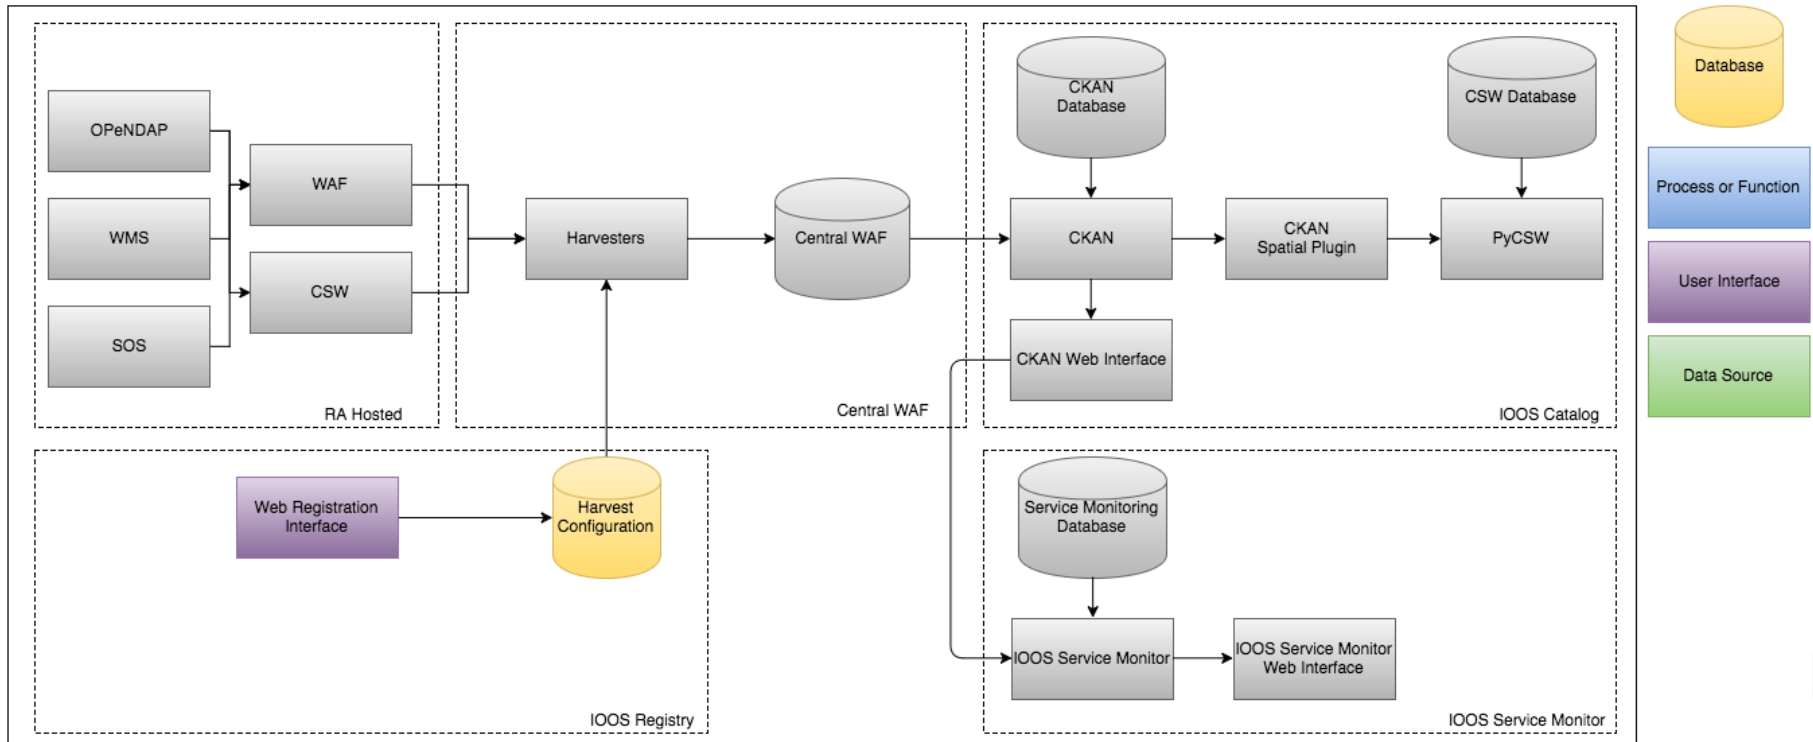 OPeNDAP
WMS
SOS
WAF
CSW
RA Hosted
Harvesters
Central WAF
Central WAF
CKAN
Database
CSW Database
CKAN
CKAN
Spatial Plugin
PyCSW
CKAN Web Interface
IOOS Catalog
Web Registration
Interface
Harvest
Configuration
IOOS Registry
Service Monitoring
Database
IOOS Service Monitor
IOOS Service Monitor
Web Interface
IOOS Service Monitor
Database
Process or Function
User Interface
Data Source